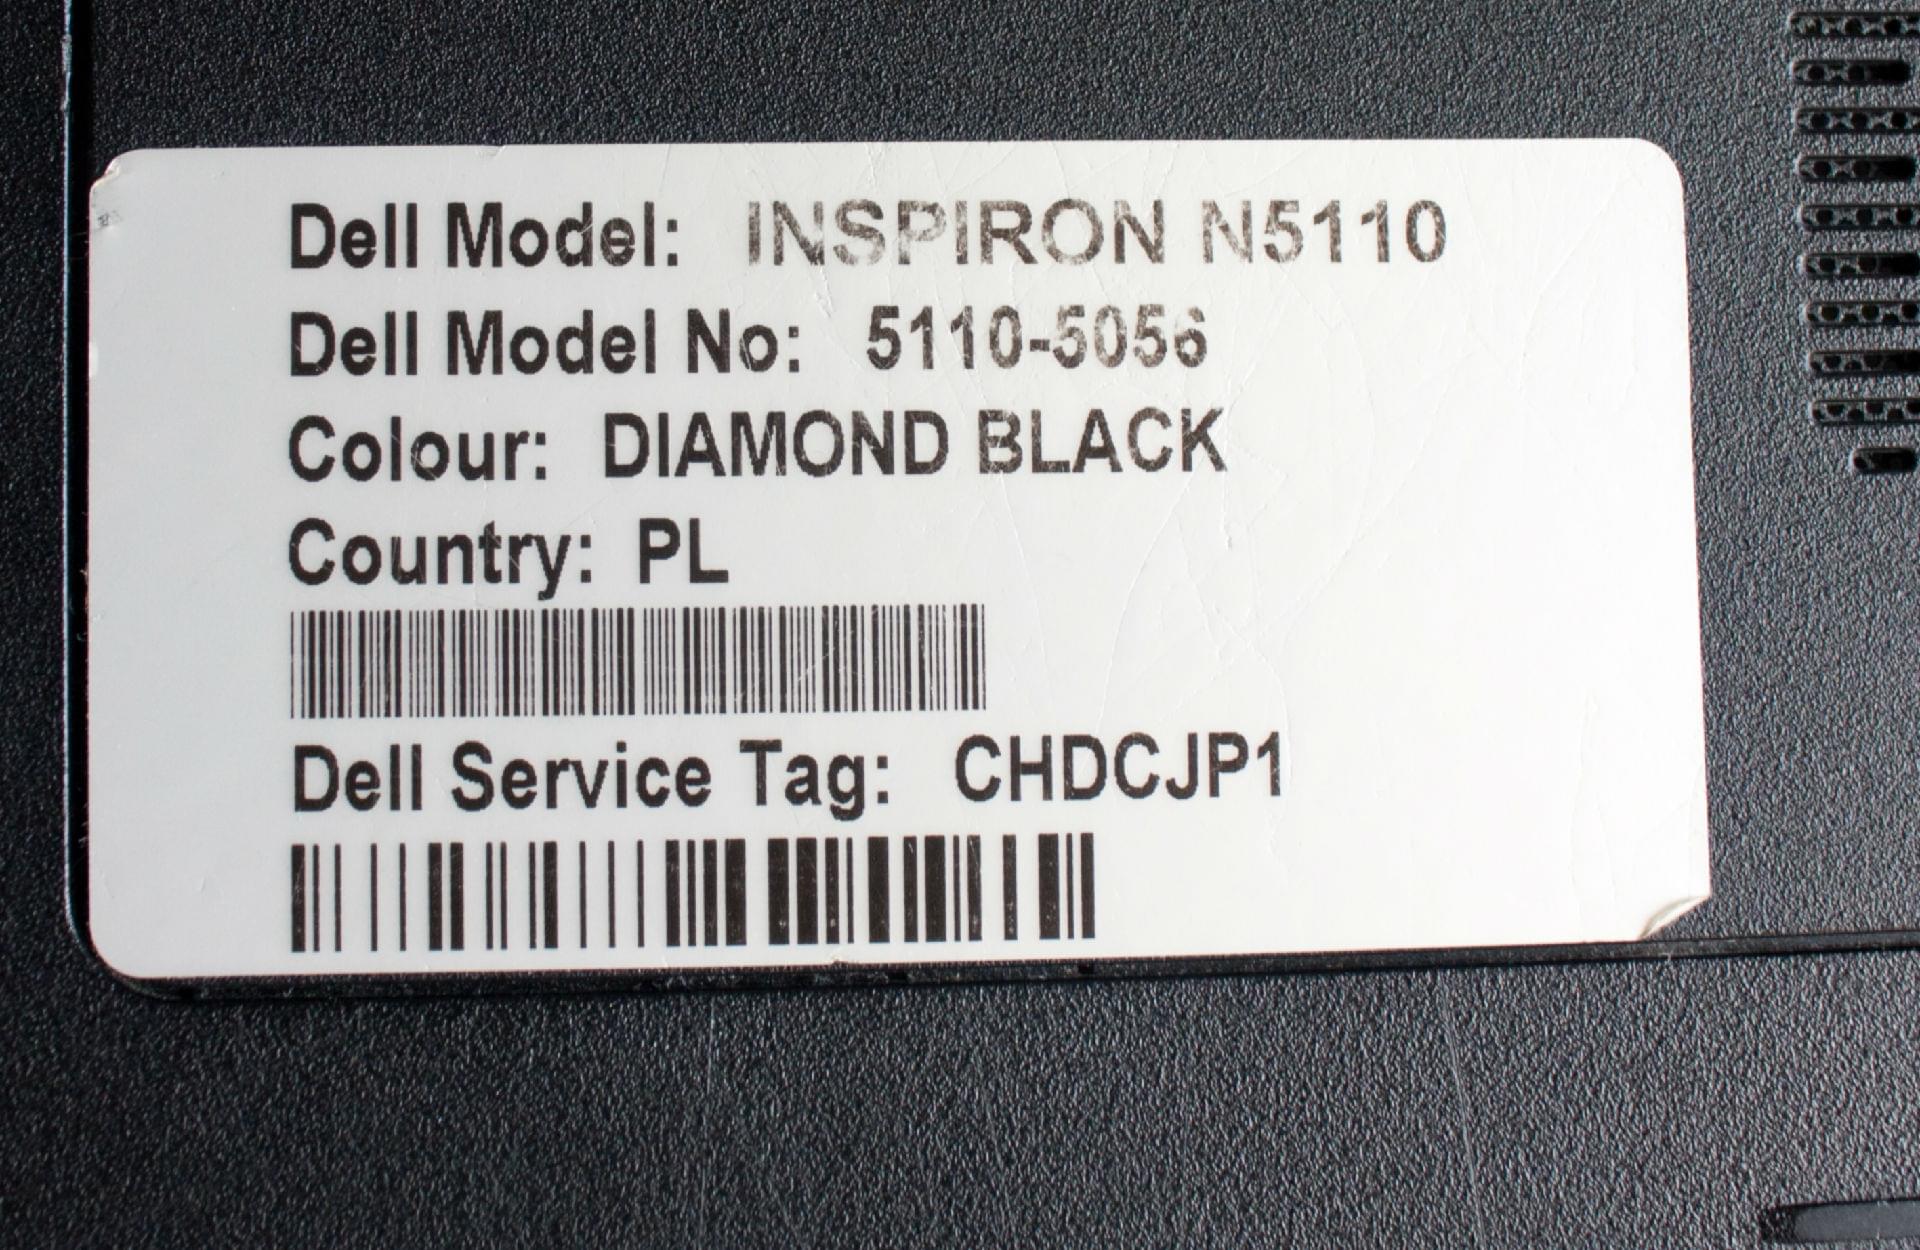 Dell Model: INSPIRON N5110
Dell Model No: 5110-5056
Colour: DIAMOND BLACK
Country: PL
Dell Service Tag: CHDCJP1